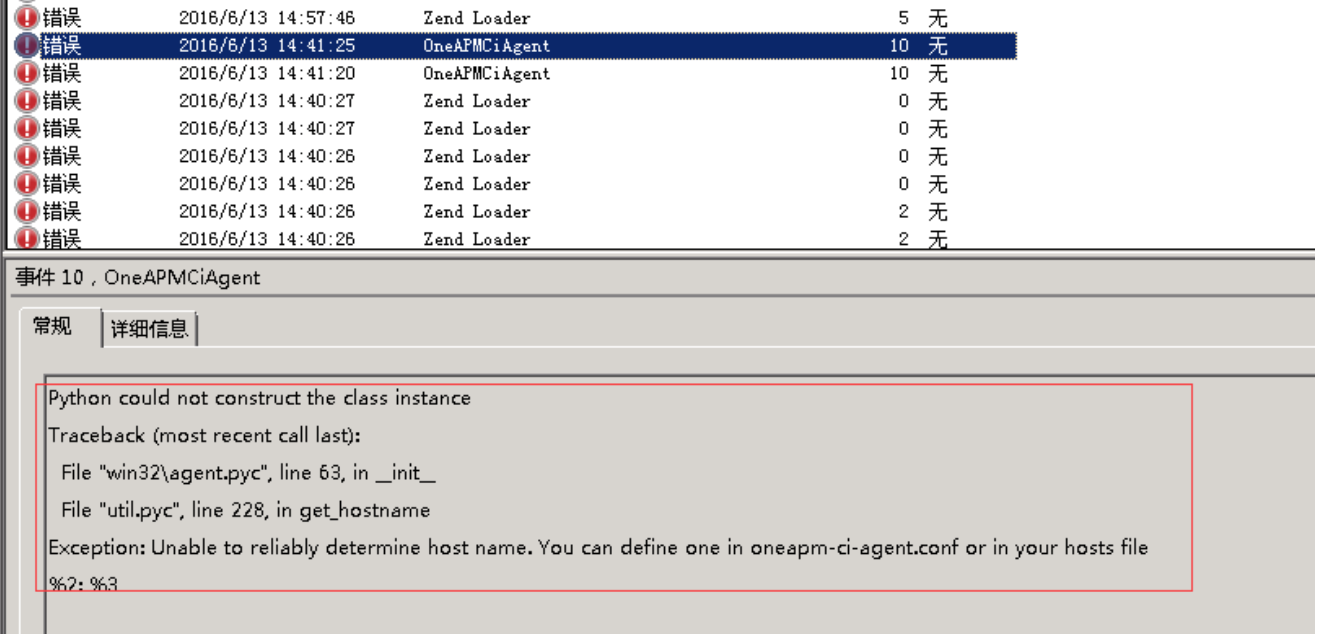 错误 2016/6/13 14:57:46 Zend Loader 5 无
错误 2016/6/13 14:41:25 OneAPMCiAgent 10 无
错误 2016/6/13 14:41:20 OneAPMCiAgent 10 无
错误 2016/6/13 14:40:27 Zend Loader 0 无
错误 2016/6/13 14:40:27 Zend Loader 0 无
错误 2016/6/13 14:40:26 Zend Loader 0 无
错误 2016/6/13 14:40:26 Zend Loader 0 无
错误 2016/6/13 14:40:26 Zend Loader 2 无
错误 2016/6/13 14:40:26 Zend Loader 2 无
事件 10，OneAPMCiAgent
常规 详细信息
Python could not construct the class instance
Traceback (most recent call last):
File "win32\agent.pyc", line 63, in __init__
File "util.pyc", line 228, in get_hostname
Exception: Unable to reliably determine host name. You can define one in oneapm-ci-agent.conf or in your hosts file
%2: %3